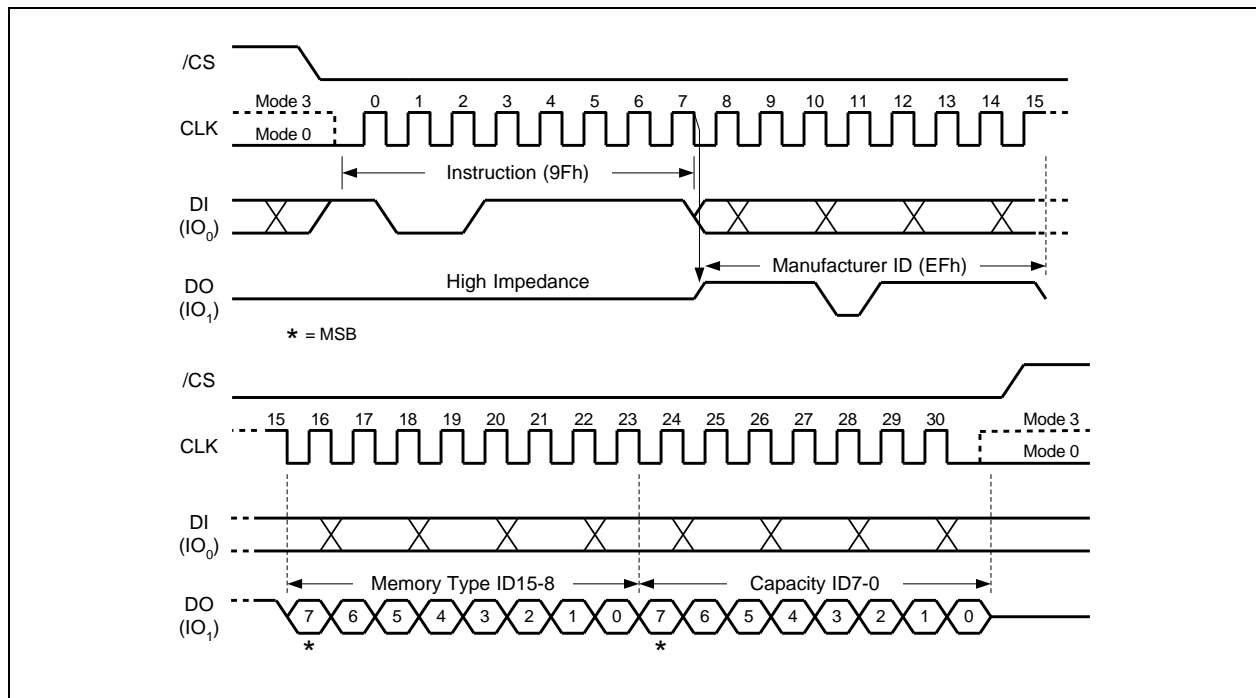 /CS
Mode 3 0 1 2 3 4 5 6 7 8 9 10 11 12 13 14 15
CLK
Mode 0
Instruction (9Fh)
DI
(IO0)
Manufacturer ID (EFh)
High Impedance
DO
(IO1)
* = MSB
/CS
15 16 17 18 19 20 21 22 23 24 25 26 27 28 29 30 Mode 3
CLK
Mode 0
DI
(IO0)
Memory Type ID15-8 Capacity ID7-0
DO
(IO1)
7 6 5 4 3 2 1 0 7 6 5 4 3 2 1 0
* *